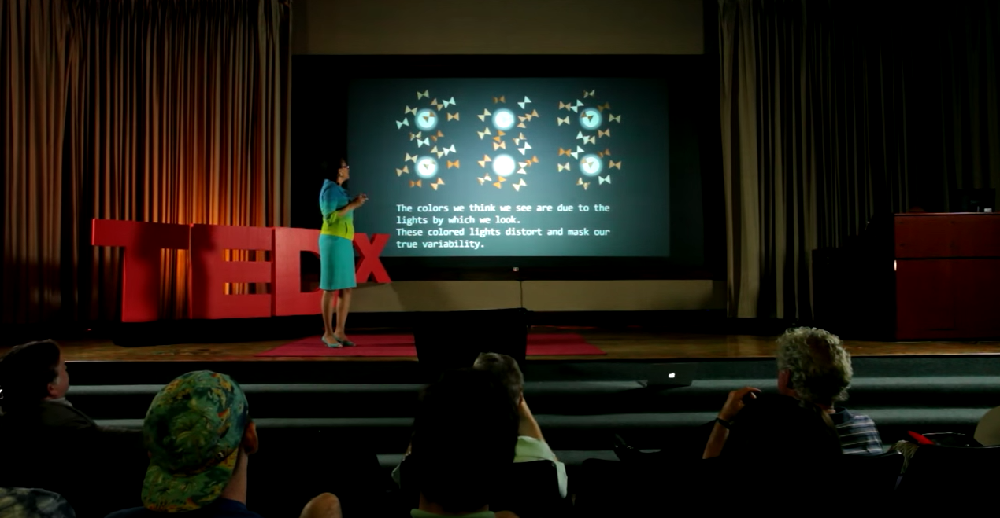 TEDx
The colors we think we see are due to the
lights by which we look.
These colored lights distort and mask our
true variability.